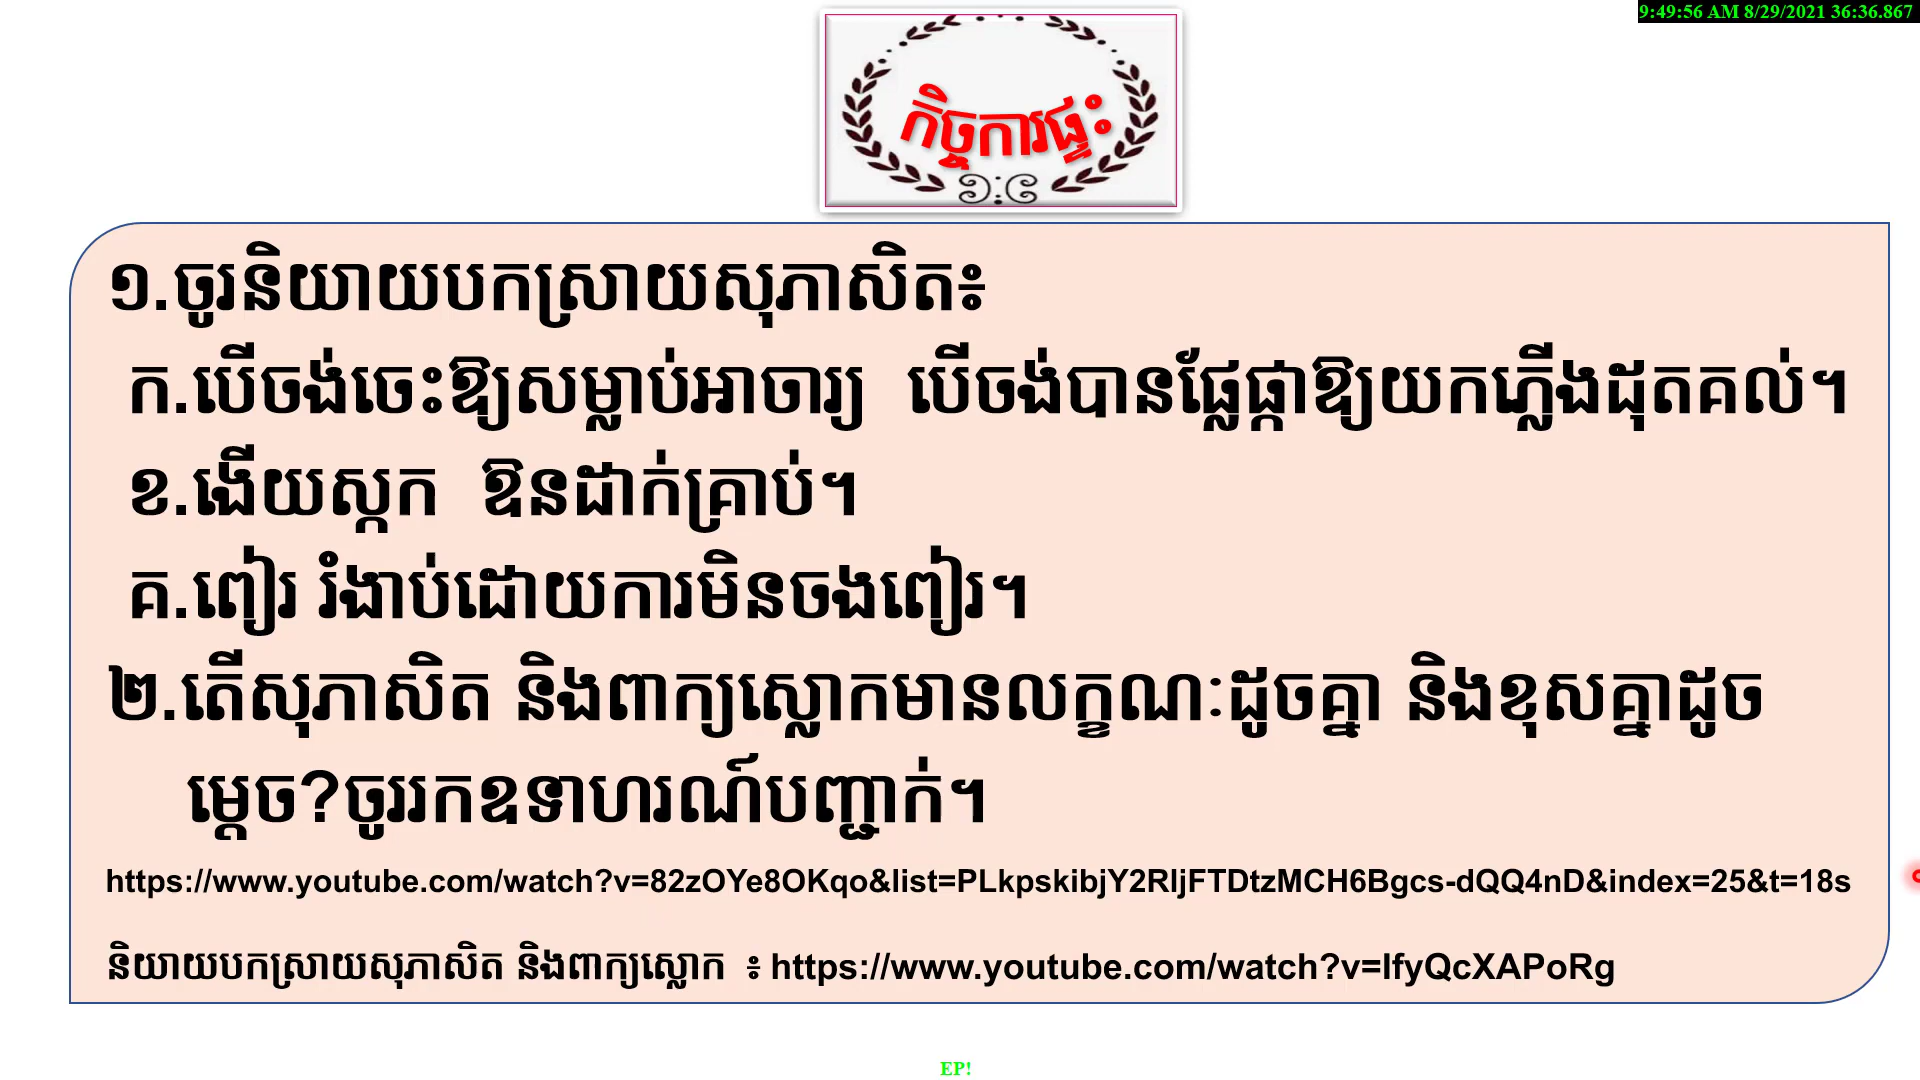 9:49:56 AM 8/29/2021 36:36.867
កិច្ចការផ្ទះ
១.ចូរនិយាយបកស្រាយសុភាសិត៖
ក.បើចង់ចេះឱ្យសម្លាប់អាចារ្យ បើចង់បានផ្លែផ្កាឱ្យយកភ្លើងដុតគល់។
ខ.ងើយស្កក ឱនដាក់គ្រាប់។
គ.ពៀរ រំងាប់ដោយការមិនចងពៀរ។
២.តើសុភាសិត និងពាក្យស្លោកមានលក្ខណៈដូចគ្នា និងខុសគ្នាដូច
ម្តេច?ចូររកឧទាហរណ៍បញ្ជាក់។
https://www.youtube.com/watch?v=82zOYe8OKqo&list=PLkpskibjY2RIjFTDtzMCH6Bgcs-dQQ4nD&index=25&t=18s
និយាយបកស្រាយសុភាសិត និងពាក្យស្លោក ៖ https://www.youtube.com/watch?v=IfyQcXAPoRg
EP!